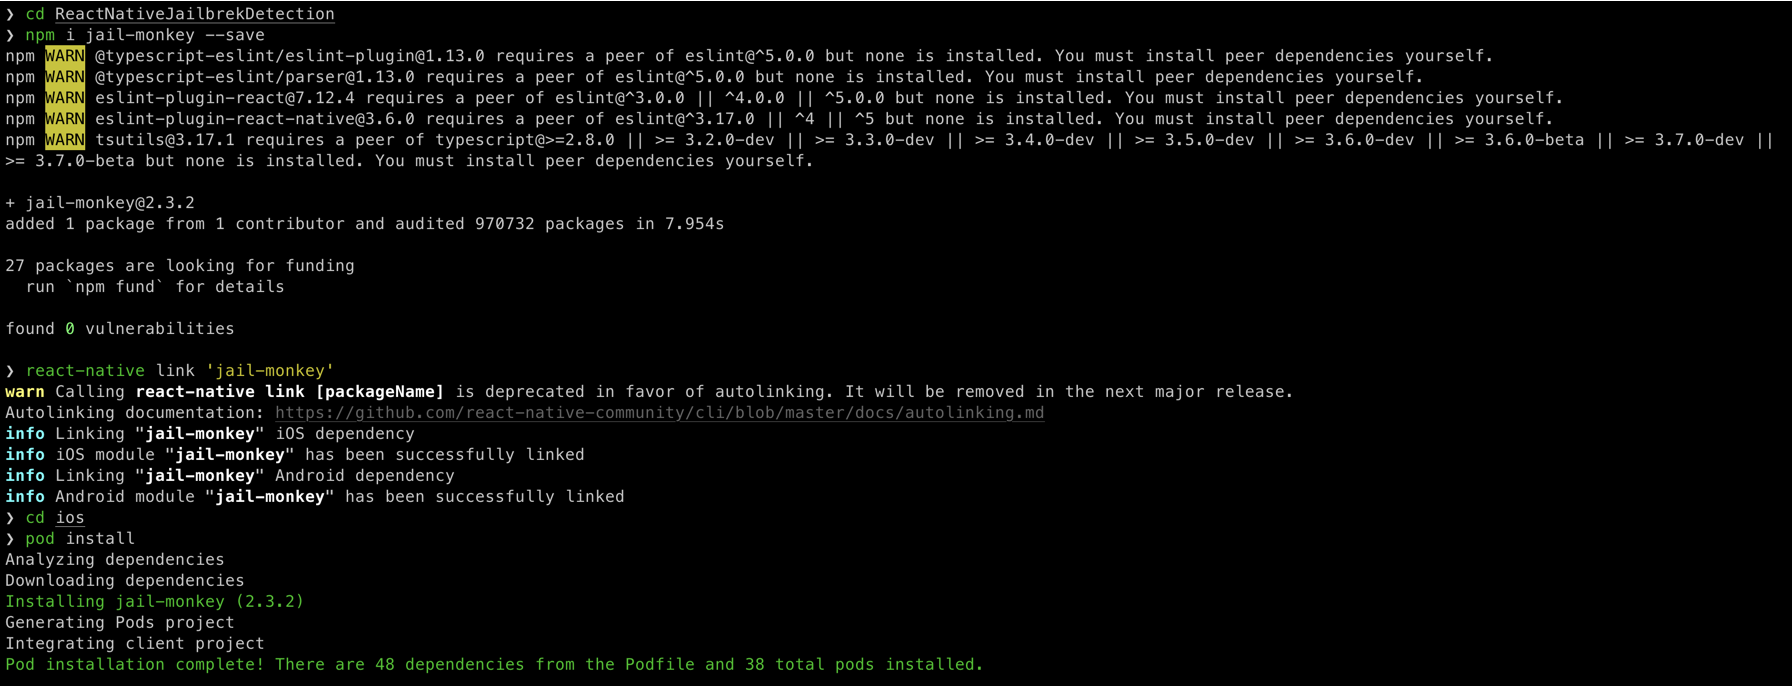 ❯ cd ReactNativeJailbrekDetection
❯ npm i jail-monkey --save
npm WARN @typescript-eslint/eslint-plugin@1.13.0 requires a peer of eslint@^5.0.0 but none is installed. You must install peer dependencies yourself.
npm WARN @typescript-eslint/parser@1.13.0 requires a peer of eslint@^5.0.0 but none is installed. You must install peer dependencies yourself.
npm WARN eslint-plugin-react@7.12.4 requires a peer of eslint@^3.0.0 || ^4.0.0 || ^5.0.0 but none is installed. You must install peer dependencies yourself.
npm WARN eslint-plugin-react-native@3.6.0 requires a peer of eslint@^3.17.0 || ^4 || ^5 but none is installed. You must install peer dependencies yourself.
npm WARN tsutils@3.17.1 requires a peer of typescript@>=2.8.0 || >= 3.2.0-dev || >= 3.3.0-dev || >= 3.4.0-dev || >= 3.5.0-dev || >= 3.6.0-dev || >= 3.6.0-beta || >= 3.7.0-dev ||
>= 3.7.0-beta but none is installed. You must install peer dependencies yourself.
+ jail-monkey@2.3.2
added 1 package from 1 contributor and audited 970732 packages in 7.954s
27 packages are looking for funding
run `npm fund` for details
found 0 vulnerabilities
❯ react-native link 'jail-monkey'
warn Calling react-native link [packageName] is deprecated in favor of autolinking. It will be removed in the next major release.
Autolinking documentation: https://github.com/react-native-community/cli/blob/master/docs/autolinking.md
info Linking "jail-monkey" iOS dependency
info iOS module "jail-monkey" has been successfully linked
info Linking "jail-monkey" Android dependency
info Android module "jail-monkey" has been successfully linked
❯ cd ios
❯ pod install
Analyzing dependencies
Downloading dependencies
Installing jail-monkey (2.3.2)
Generating Pods project
Integrating client project
Pod installation complete! There are 48 dependencies from the Podfile and 38 total pods installed.